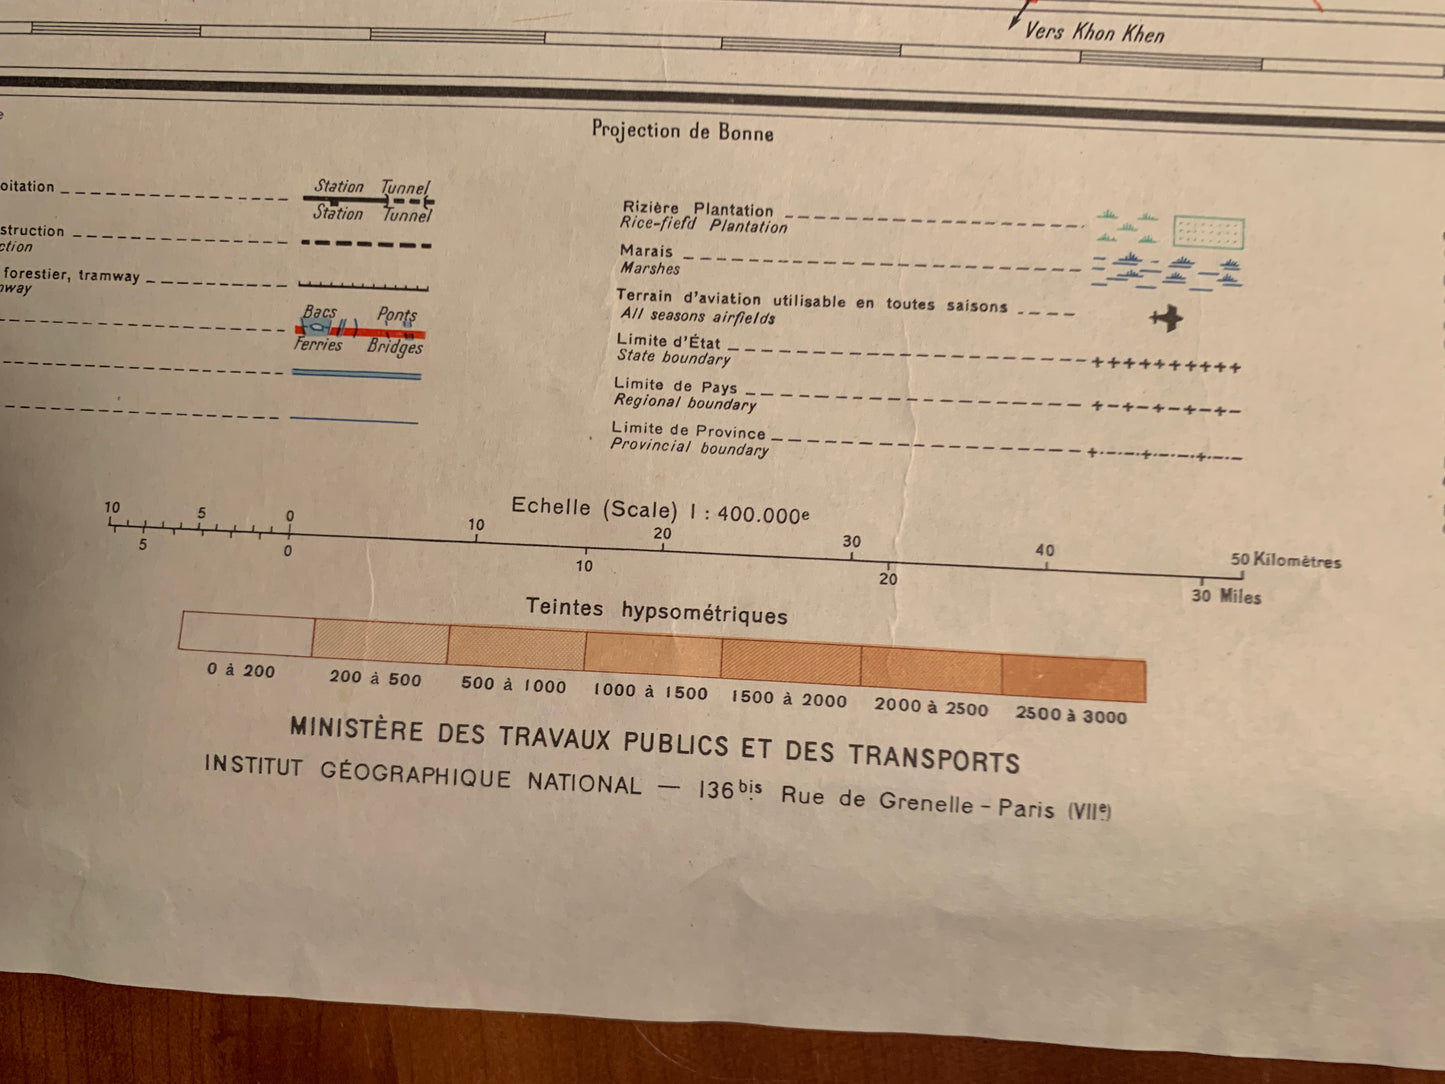 Vers Khon Khen
Projection de Bonne
oitation
Station Tunnel
Station Tunnel
struction
ction
forestier, tramway
way
Bacs Ponts
Ferries Bridges
Rizière Plantation
Rice-field Plantation
Marais
Marshes
Terrain d'aviation utilisable en toutes saisons
All seasons airfields
Limite d'État
State boundary
Limite de Pays
Regional boundary
Limite de Province
Provincial boundary
Echelle (Scale) 1 : 400.000e
10 5 0 10 20 30 40 50 Kilomètres
5 0 10 20 30 Miles
Teintes hypsométriques
0 à 200 200 à 500 500 à 1000 1000 à 1500 1500 à 2000 2000 à 2500 2500 à 3000
MINISTÈRE DES TRAVAUX PUBLICS ET DES TRANSPORTS
INSTITUT GÉOGRAPHIQUE NATIONAL — 136 bis Rue de Grenelle - Paris (VIIe)